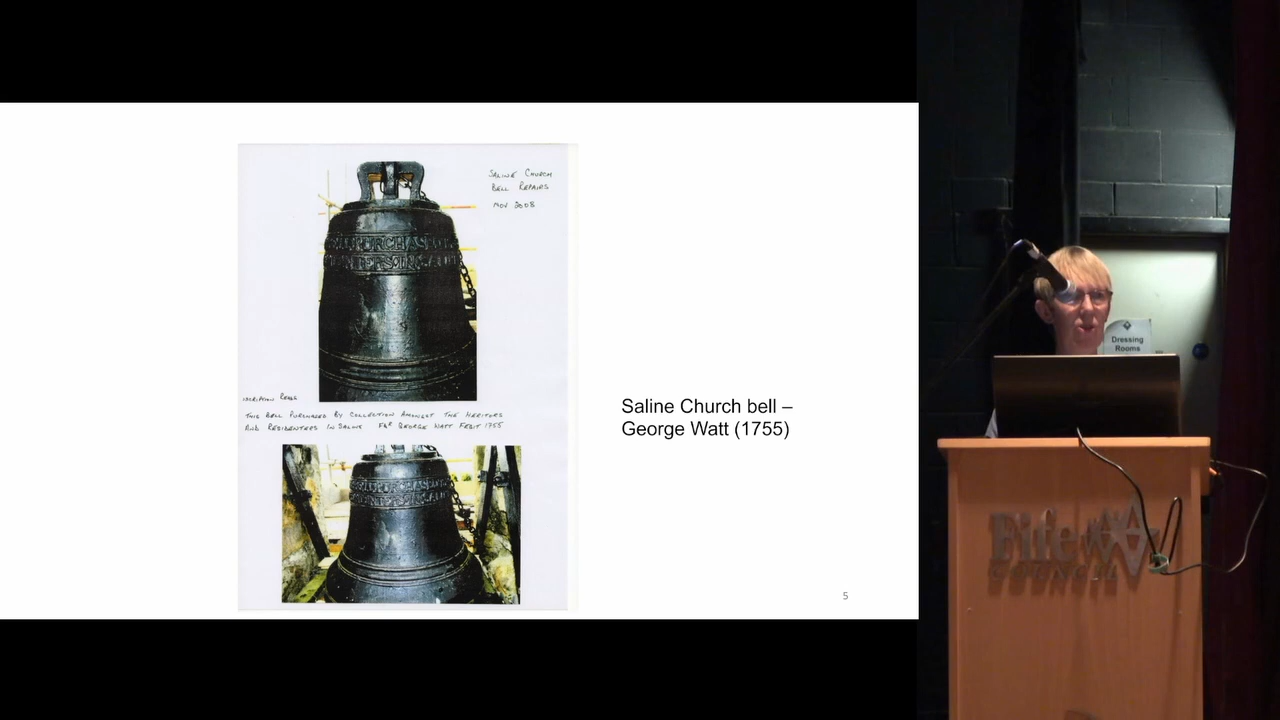 SALINE CHURCH
BELL REPAIRS
NOV 2008
INSCRIPTION READS
THIS BELL PURCHASED BY COLLECTION AMONGST THE HERITORS
AND RESIDENTERS IN SALINE GEORGE WATT FECIT 1755
Saline Church bell –
George Watt (1755)
5
Dressing
Rooms
Fife
COUNCIL